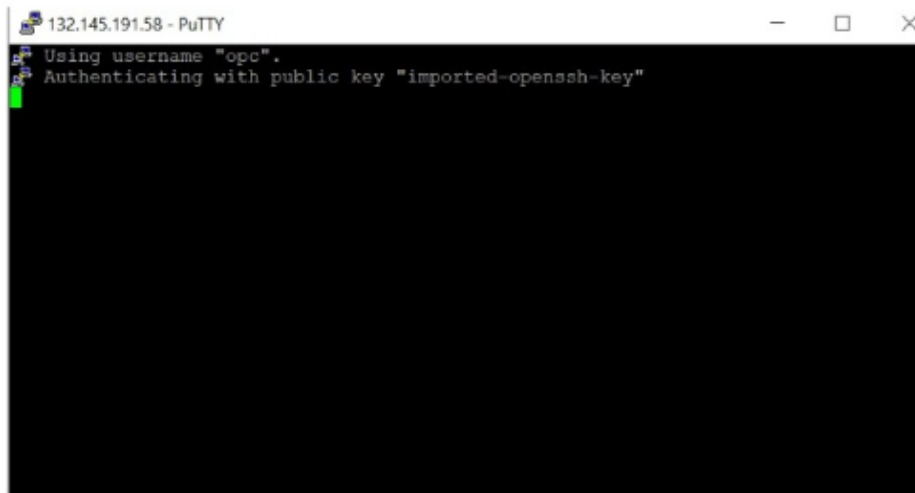 132.145.191.58 - PuTTY
Using username "opc".
Authenticating with public key "imported-openssh-key"